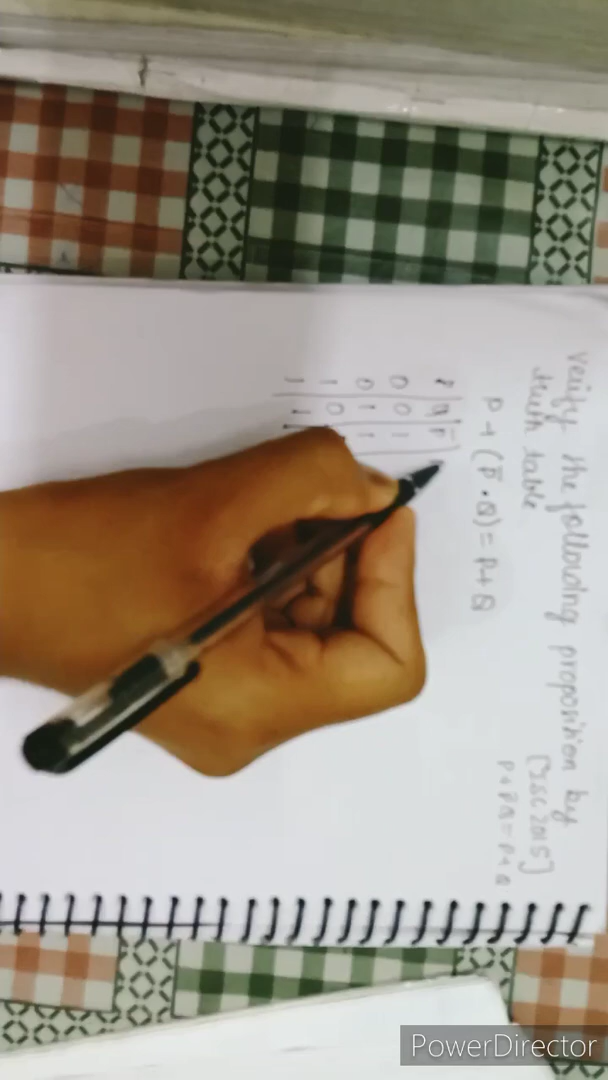 Verify the following proposition by
truth table [ISC 2015]
P + (P̅ · Q) = P + Q P + P̅Q = P + Q
P Q P̅
0 0 1
0 1 1
1 0
1 1
PowerDirector